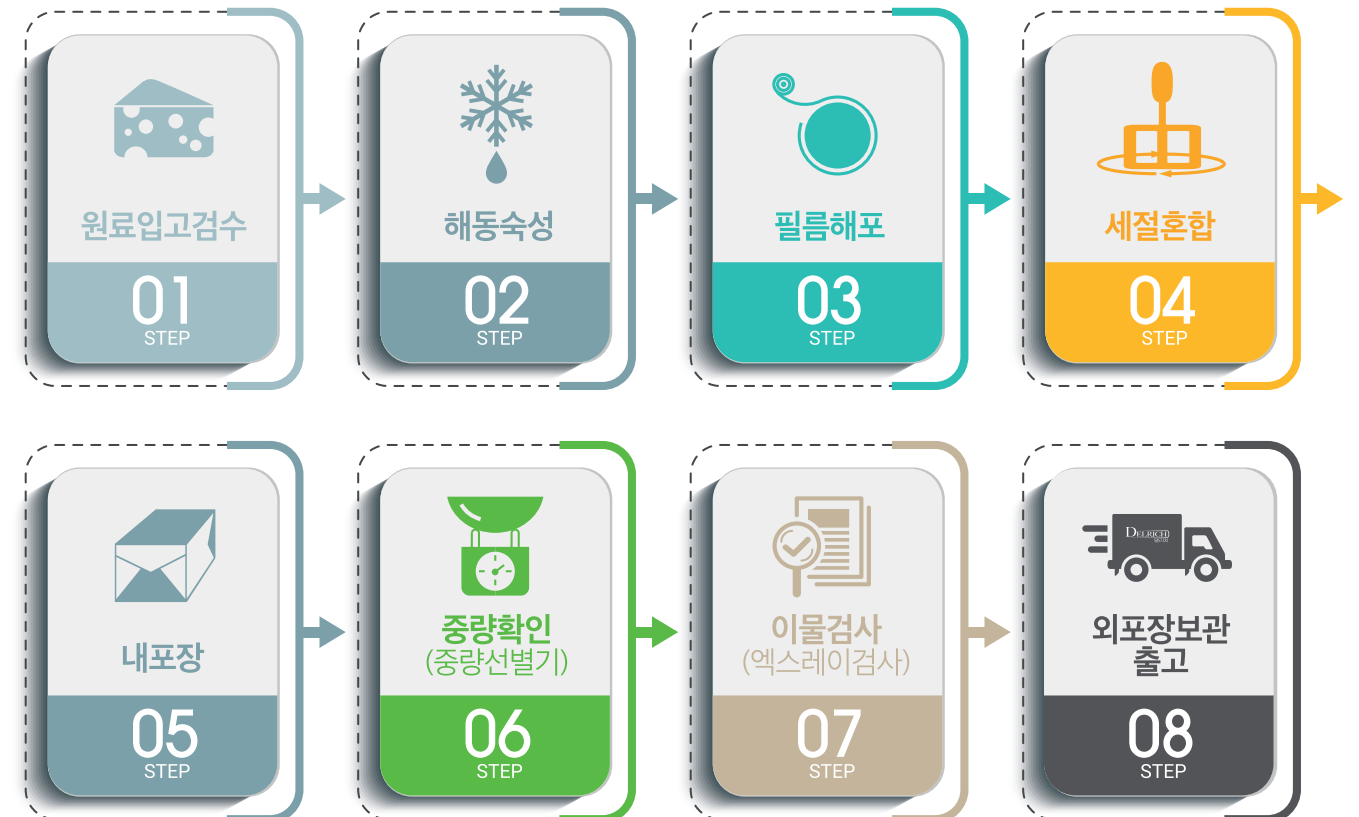 원료입고검수
01
STEP
해동숙성
02
STEP
필름해포
03
STEP
세절혼합
04
STEP
내포장
05
STEP
중량확인
(중량선별기)
06
STEP
이물검사
(엑스레이검사)
07
STEP
DELRICH
외포장보관
출고
08
STEP